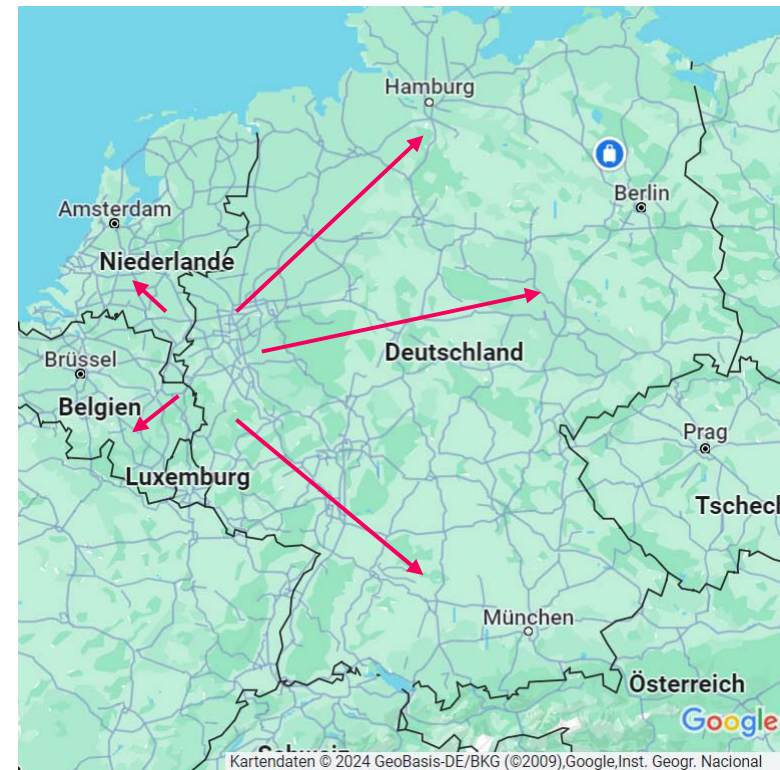 Hamburg
Berlin
Amsterdam
Niederlande
Deutschland
Brüssel
Belgien
Prag
Luxemburg
Tschech
München
Österreich
Google
Kartendaten © 2024 GeoBasis-DE/BKG (©2009),Google,Inst. Geogr. Nacional